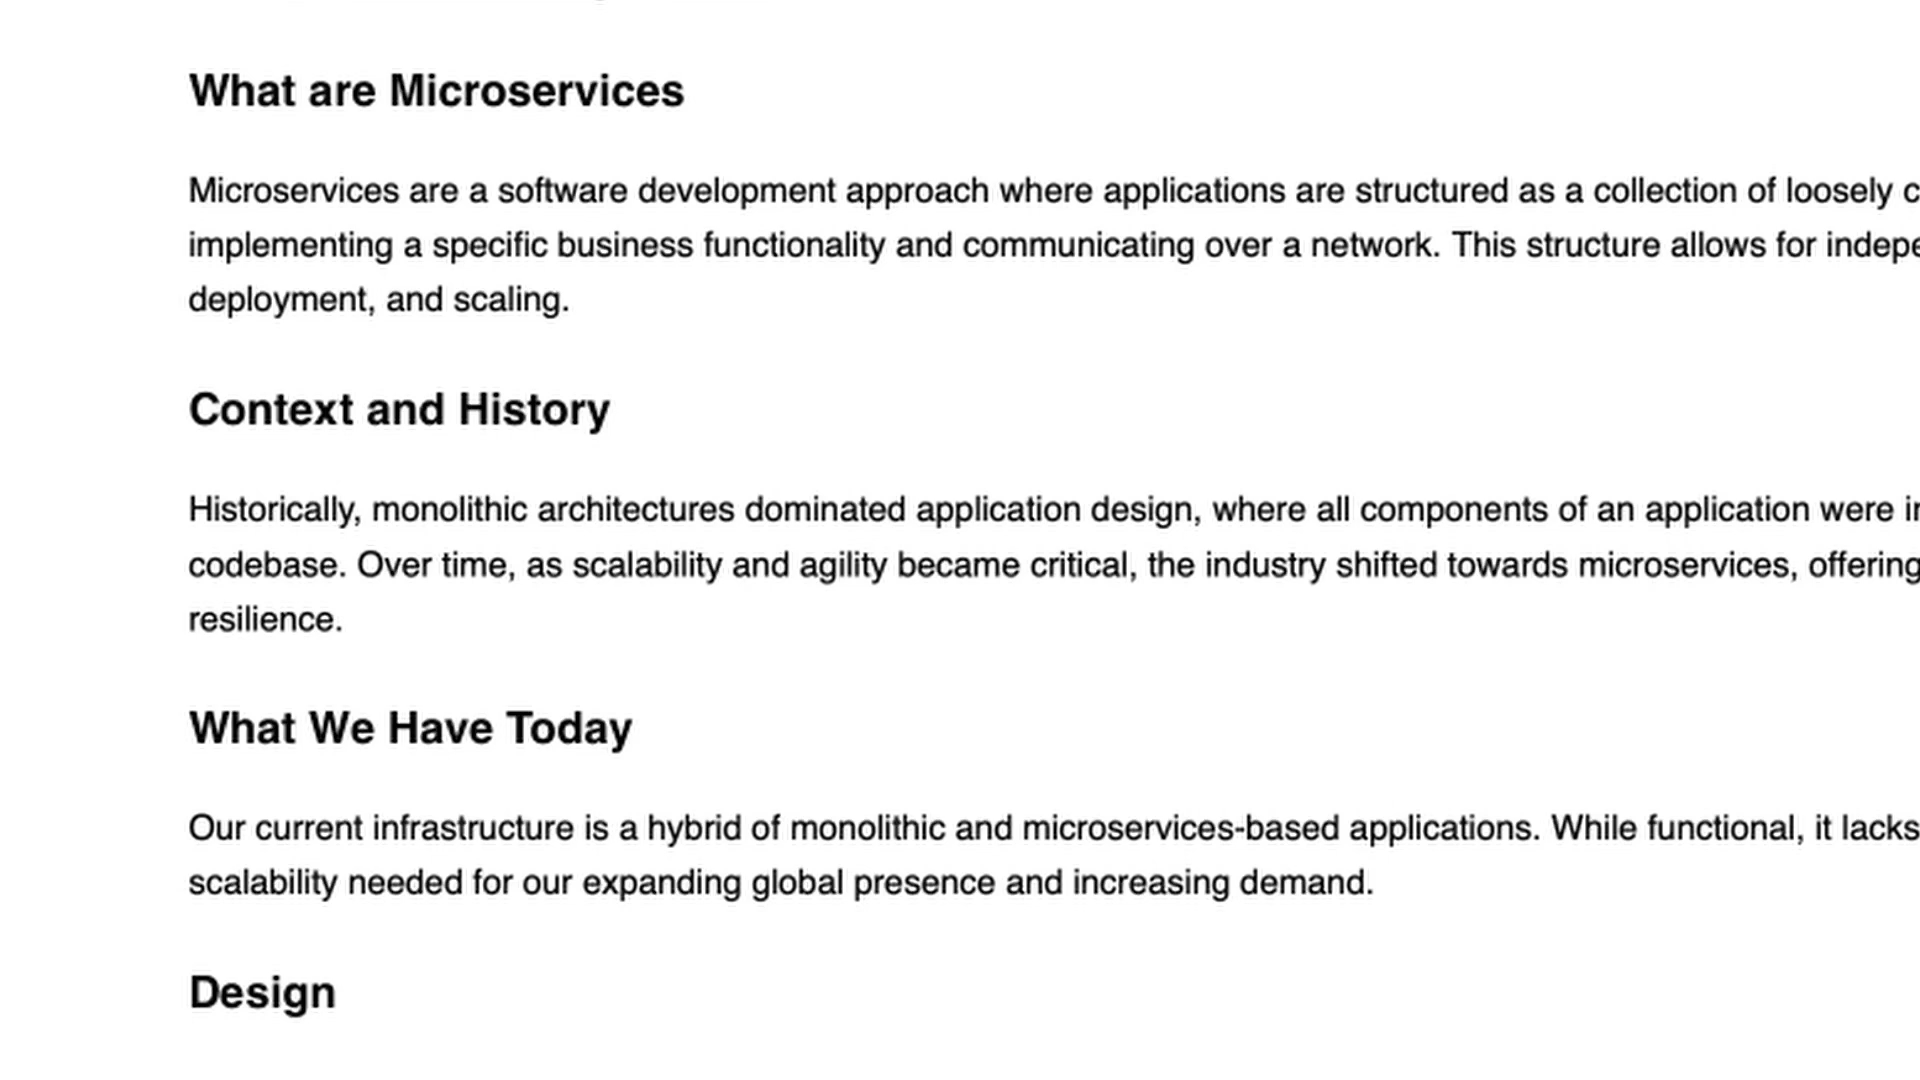 What are Microservices
Microservices are a software development approach where applications are structured as a collection of loosely
implementing a specific business functionality and communicating over a network. This structure allows for
deployment, and scaling.
Context and History
Historically, monolithic architectures dominated application design, where all components of an application were
codebase. Over time, as scalability and agility became critical, the industry shifted towards microservices, offering
resilience.
What We Have Today
Our current infrastructure is a hybrid of monolithic and microservices-based applications. While functional, it lacks
scalability needed for our expanding global presence and increasing demand.
Design